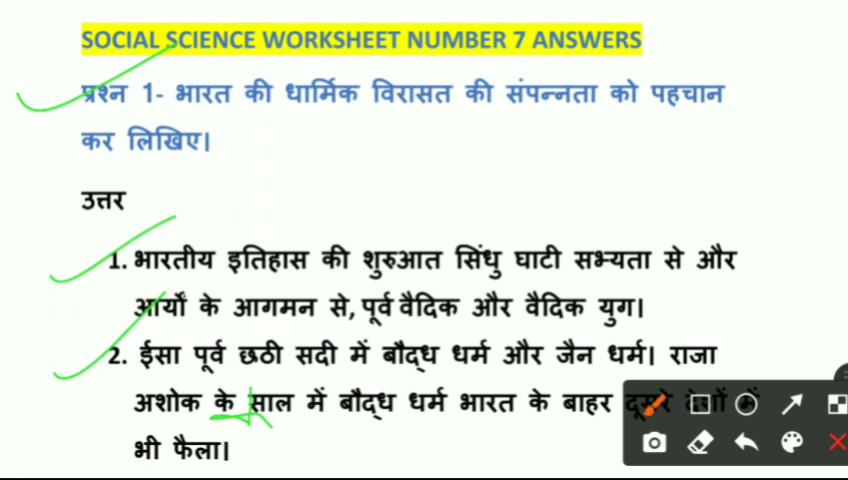 SOCIAL SCIENCE WORKSHEET NUMBER 7 ANSWERS
प्रश्न 1- भारत की धार्मिक विरासत की संपन्नता को पहचान
कर लिखिए।
उत्तर
1. भारतीय इतिहास की शुरुआत सिंधु घाटी सभ्यता से और
आर्यों के आगमन से, पूर्व वैदिक और वैदिक युग।
2. ईसा पूर्व छठी सदी में बौद्ध धर्म और जैन धर्म। राजा
अशोक के साल में बौद्ध धर्म भारत के बाहर दूसरे देशों में
भी फैला।